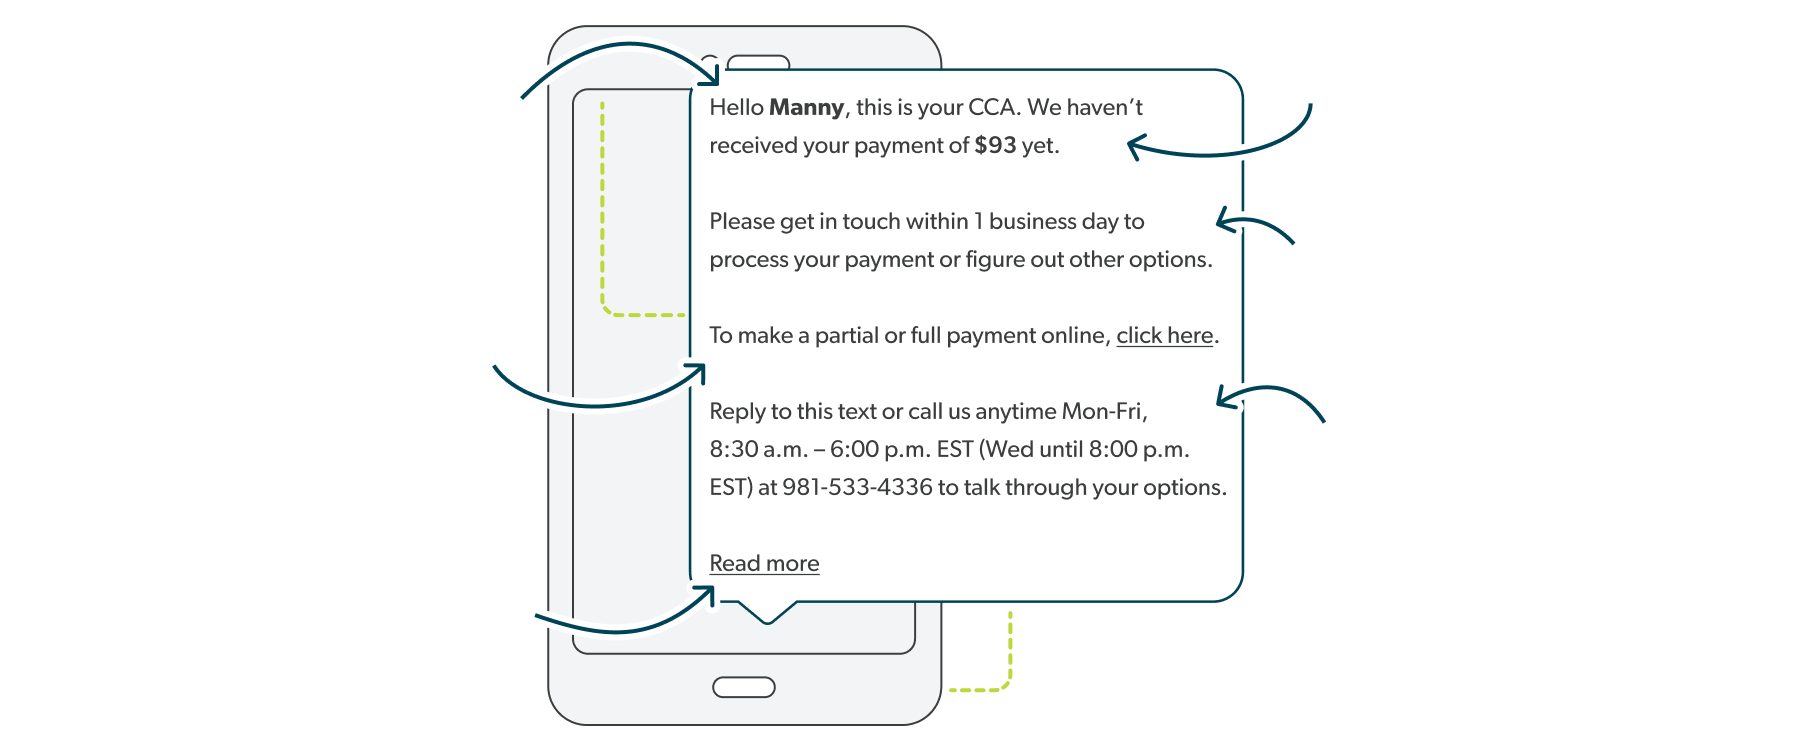 Hello Manny, this is your CCA. We haven’t
received your payment of $93 yet.
Please get in touch within 1 business day to
process your payment or figure out other options.
To make a partial or full payment online, click here.
Reply to this text or call us anytime Mon-Fri,
8:30 a.m. – 6:00 p.m. EST (Wed until 8:00 p.m.
EST) at 981-533-4336 to talk through your options.
Read more